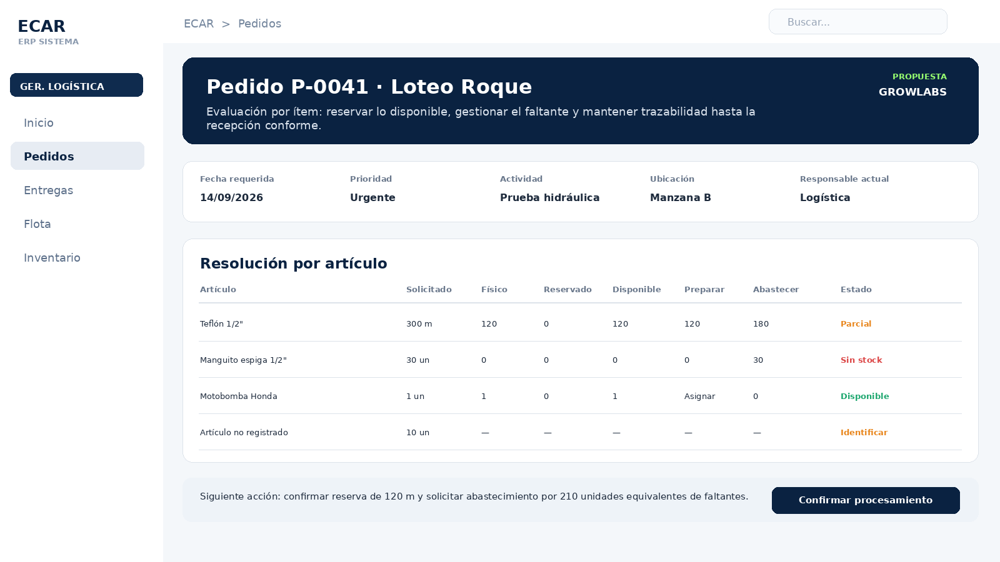 ECAR
ERP SISTEMA
GER. LOGÍSTICA
Inicio
Pedidos
Entregas
Flota
Inventario
ECAR > Pedidos
Buscar...
Pedido P-0041 · Loteo Roque
Evaluación por ítem: reservar lo disponible, gestionar el faltante y mantener trazabilidad hasta la
recepción conforme.
PROPUESTA
GROWLABS
Fecha requerida Prioridad Actividad Ubicación Responsable actual
14/09/2026 Urgente Prueba hidráulica Manzana B Logística
Resolución por artículo
Artículo Solicitado Físico Reservado Disponible Preparar Abastecer Estado
Teflón 1/2" 300 m 120 0 120 120 180 Parcial
Manguito espiga 1/2" 30 un 0 0 0 0 30 Sin stock
Motobomba Honda 1 un 1 0 1 Asignar 0 Disponible
Artículo no registrado 10 un — — — — — Identificar
Siguiente acción: confirmar reserva de 120 m y solicitar abastecimiento por 210 unidades equivalentes de faltantes.
Confirmar procesamiento